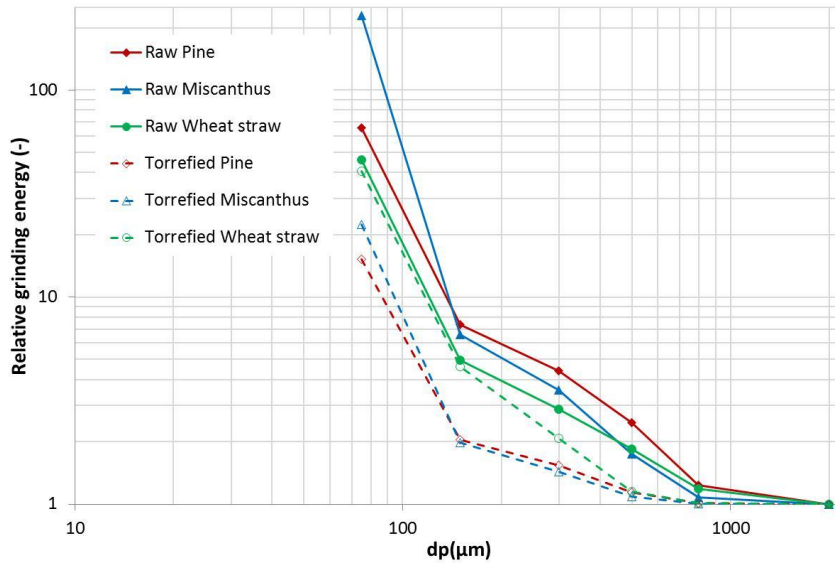 Relative grinding energy (-)
100
10
1
Raw Pine
Raw Miscanthus
Raw Wheat straw
Torrefied Pine
Torrefied Miscanthus
Torrefied Wheat straw
10
100
1000
dp(μm)